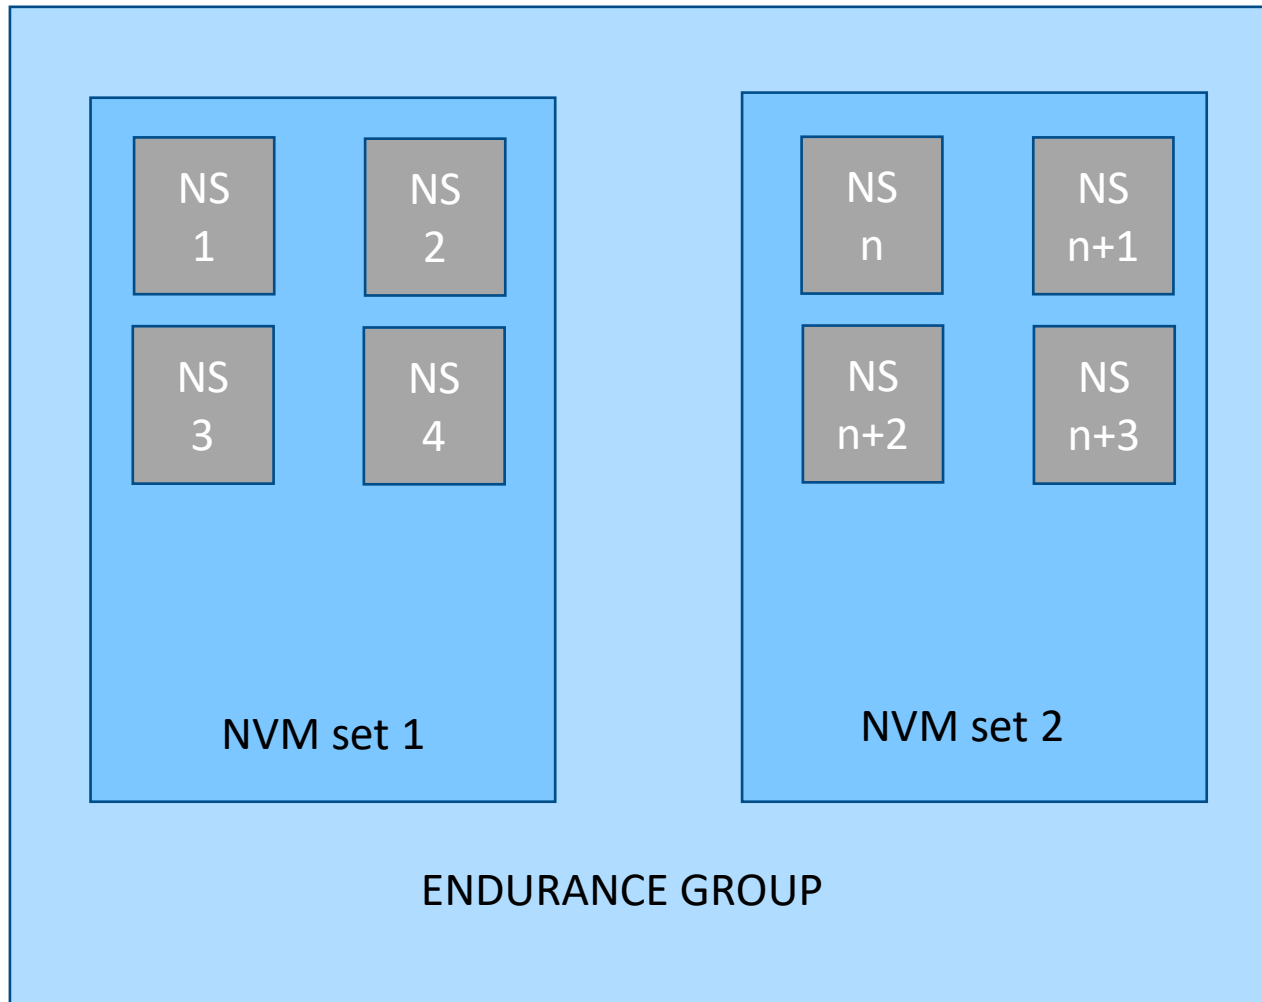 NS
1
NS
2
NS
3
NS
4
NVM set 1
NS
n
NS
n+1
NS
n+2
NS
n+3
NVM set 2
ENDURANCE GROUP